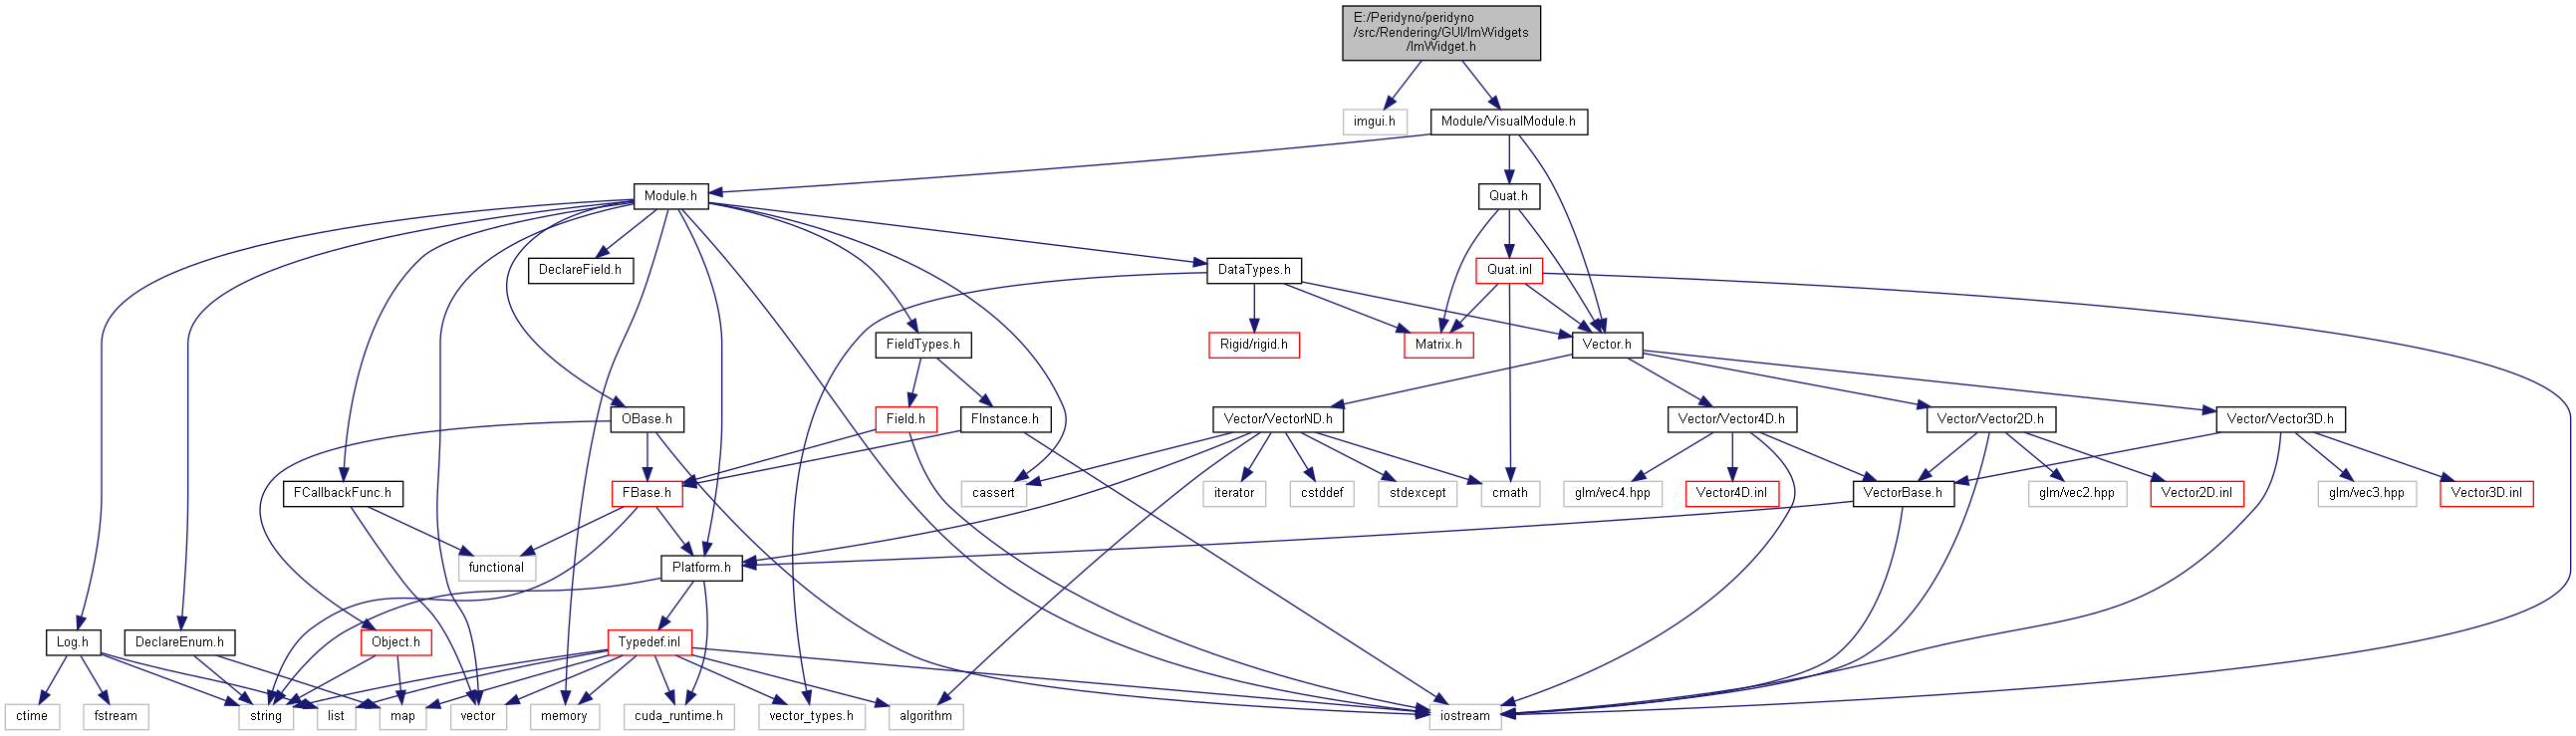 E:/Peridyno/peridyno
/src/Rendering/GUI/ImWidgets
/ImWidget.h
imgui.h
Module/VisualModule.h
Module.h
Quat.h
DeclareField.h
DataTypes.h
Quat.inl
FieldTypes.h
Rigid/rigid.h
Matrix.h
Vector.h
OBase.h
Field.h
FInstance.h
Vector/VectorND.h
Vector/Vector4D.h
Vector/Vector2D.h
Vector/Vector3D.h
FCallbackFunc.h
FBase.h
cassert
iterator
cstddef
stdexcept
cmath
glm/vec4.hpp
Vector4D.inl
VectorBase.h
glm/vec2.hpp
Vector2D.inl
glm/vec3.hpp
Vector3D.inl
functional
Platform.h
Log.h
DeclareEnum.h
Object.h
Typedef.inl
ctime
fstream
string
list
map
vector
memory
cuda_runtime.h
vector_types.h
algorithm
iostream